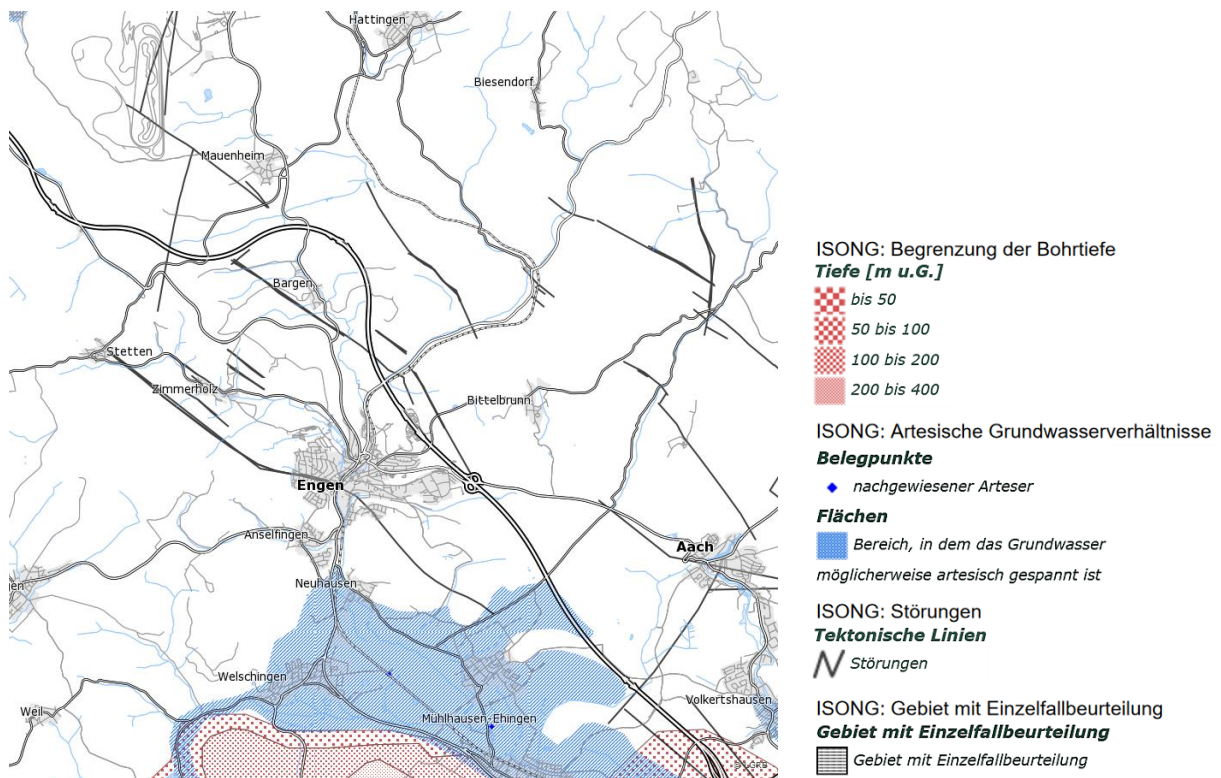 Hattingen
Biesendorf
Mauenheim
Bargen
Stetten
Zimmerholz
Bittelbrunn
Engen
Anselfingen
Aach
Neuhausen
en
Welschingen
Volkertshausen
Weil
Mühlhausen-Ehingen
© LGRB
ISONG: Begrenzung der Bohrtiefe
Tiefe [m u.G.]
bis 50
50 bis 100
100 bis 200
200 bis 400
ISONG: Artesische Grundwasserverhältnisse
Belegpunkte
nachgewiesener Arteser
Flächen
Bereich, in dem das Grundwasser
möglicherweise artesisch gespannt ist
ISONG: Störungen
Tektonische Linien
Störungen
ISONG: Gebiet mit Einzelfallbeurteilung
Gebiet mit Einzelfallbeurteilung
Gebiet mit Einzelfallbeurteilung